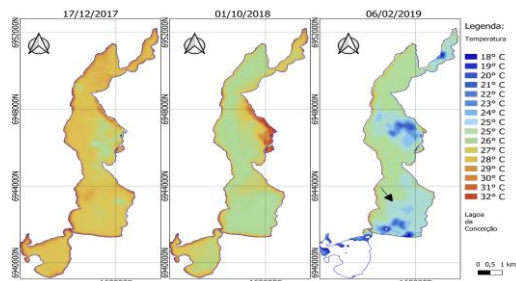 17/12/2017
01/10/2018
06/02/2019
Legenda:
Temperatura
18° C
19° C
20° C
21° C
22° C
23° C
24° C
25° C
25° C
26° C
27° C
28° C
29° C
30° C
31° C
32° C
Lagoa
da
Conceição
0 0,5 1 km
6952000N
6948000N
6944000N
6940000N